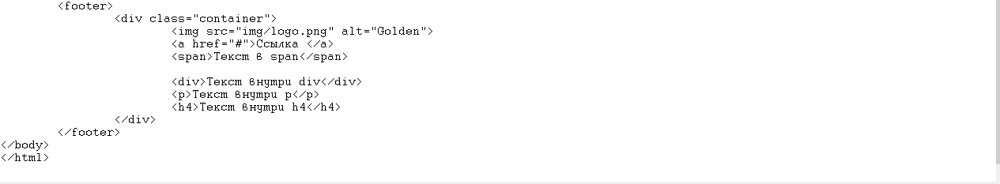 <footer>
<div class="container">
<img src="img/logo.png" alt="Golden">
<a href="#">Ссылка </a>
<span>Текст в span</span>
<div>Текст внутри div</div>
<p>Текст внутри p</p>
<h4>Текст внутри h4</h4>
</div>
</footer>
</body>
</html>